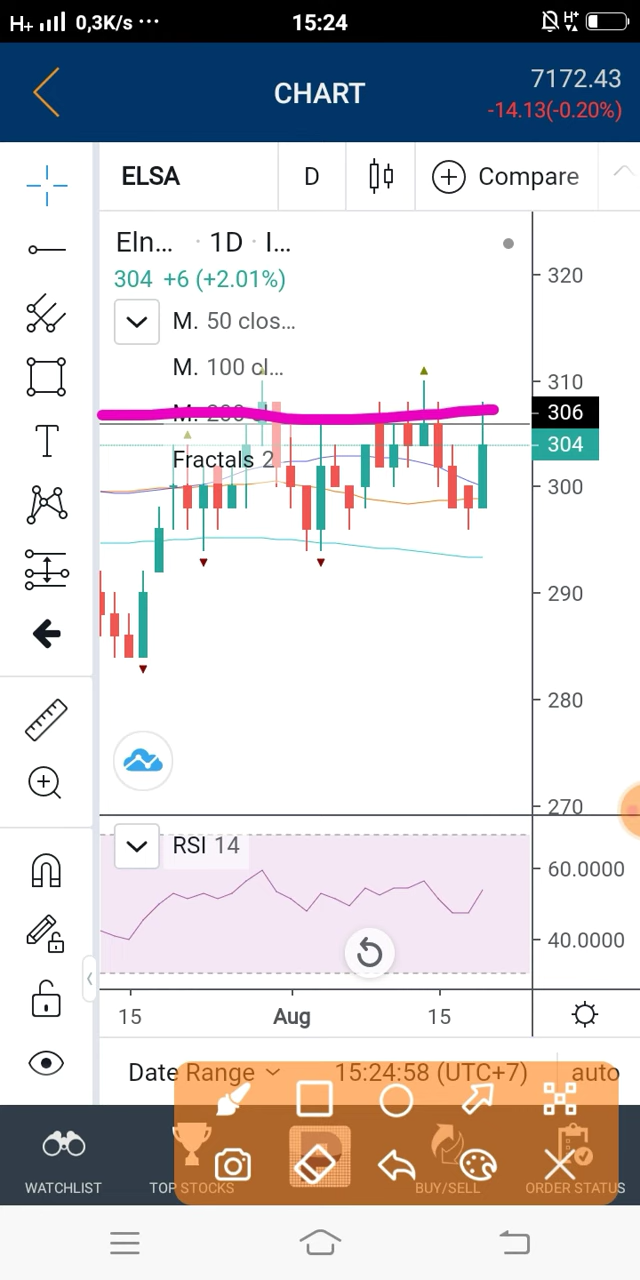 H+ 0,3K/s ··· 15:24 H+
CHART
7172.43
-14.13(-0.20%)
ELSA D Compare
Eln... · 1D · I...
304 +6 (+2.01%)
M. 50 clos...
M. 100 cl...
M. 200 cl...
Fractals 2
320
310
306
304
300
290
280
270
RSI 14
60.0000
40.0000
15 Aug 15
Date Range 15:24:58 (UTC+7) auto
WATCHLIST TOP STOCKS BUY/SELL ORDER STATUS